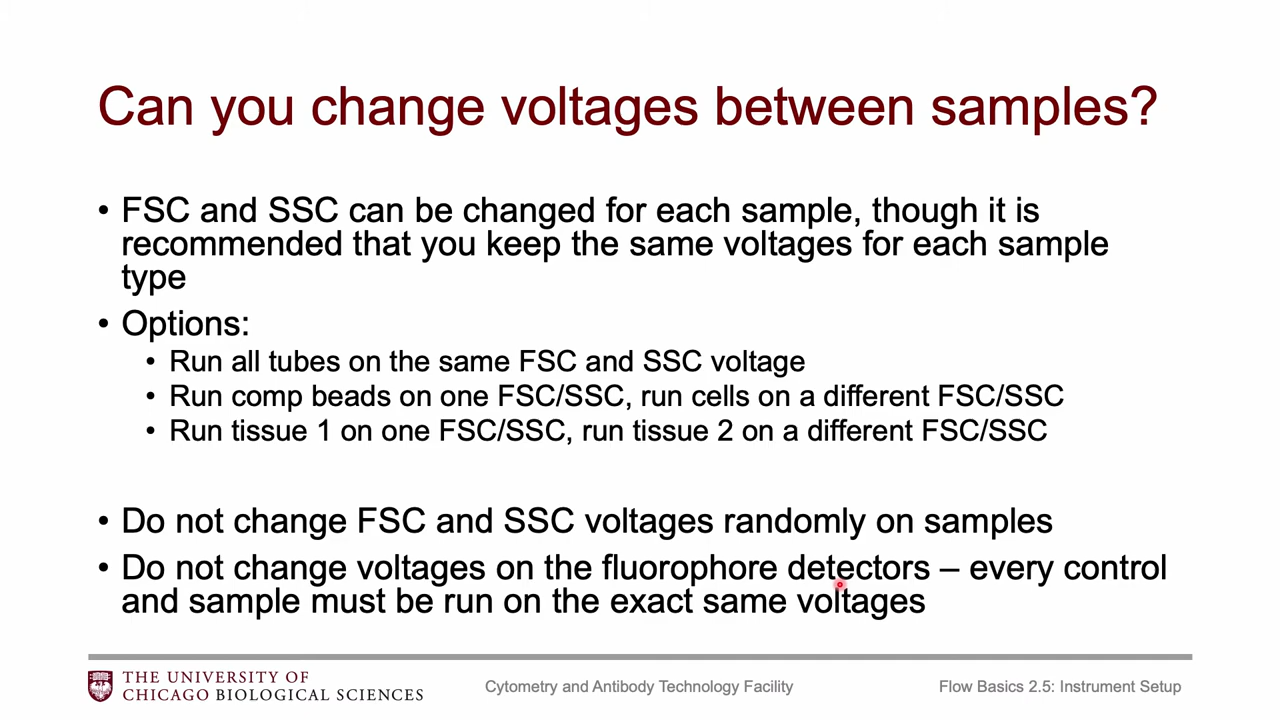 Can you change voltages between samples?
• FSC and SSC can be changed for each sample, though it is
recommended that you keep the same voltages for each sample
type
• Options:
• Run all tubes on the same FSC and SSC voltage
• Run comp beads on one FSC/SSC, run cells on a different FSC/SSC
• Run tissue 1 on one FSC/SSC, run tissue 2 on a different FSC/SSC
• Do not change FSC and SSC voltages randomly on samples
• Do not change voltages on the fluorophore detectors – every control
and sample must be run on the exact same voltages
THE UNIVERSITY OF
CHICAGO BIOLOGICAL SCIENCES
Cytometry and Antibody Technology Facility
Flow Basics 2.5: Instrument Setup